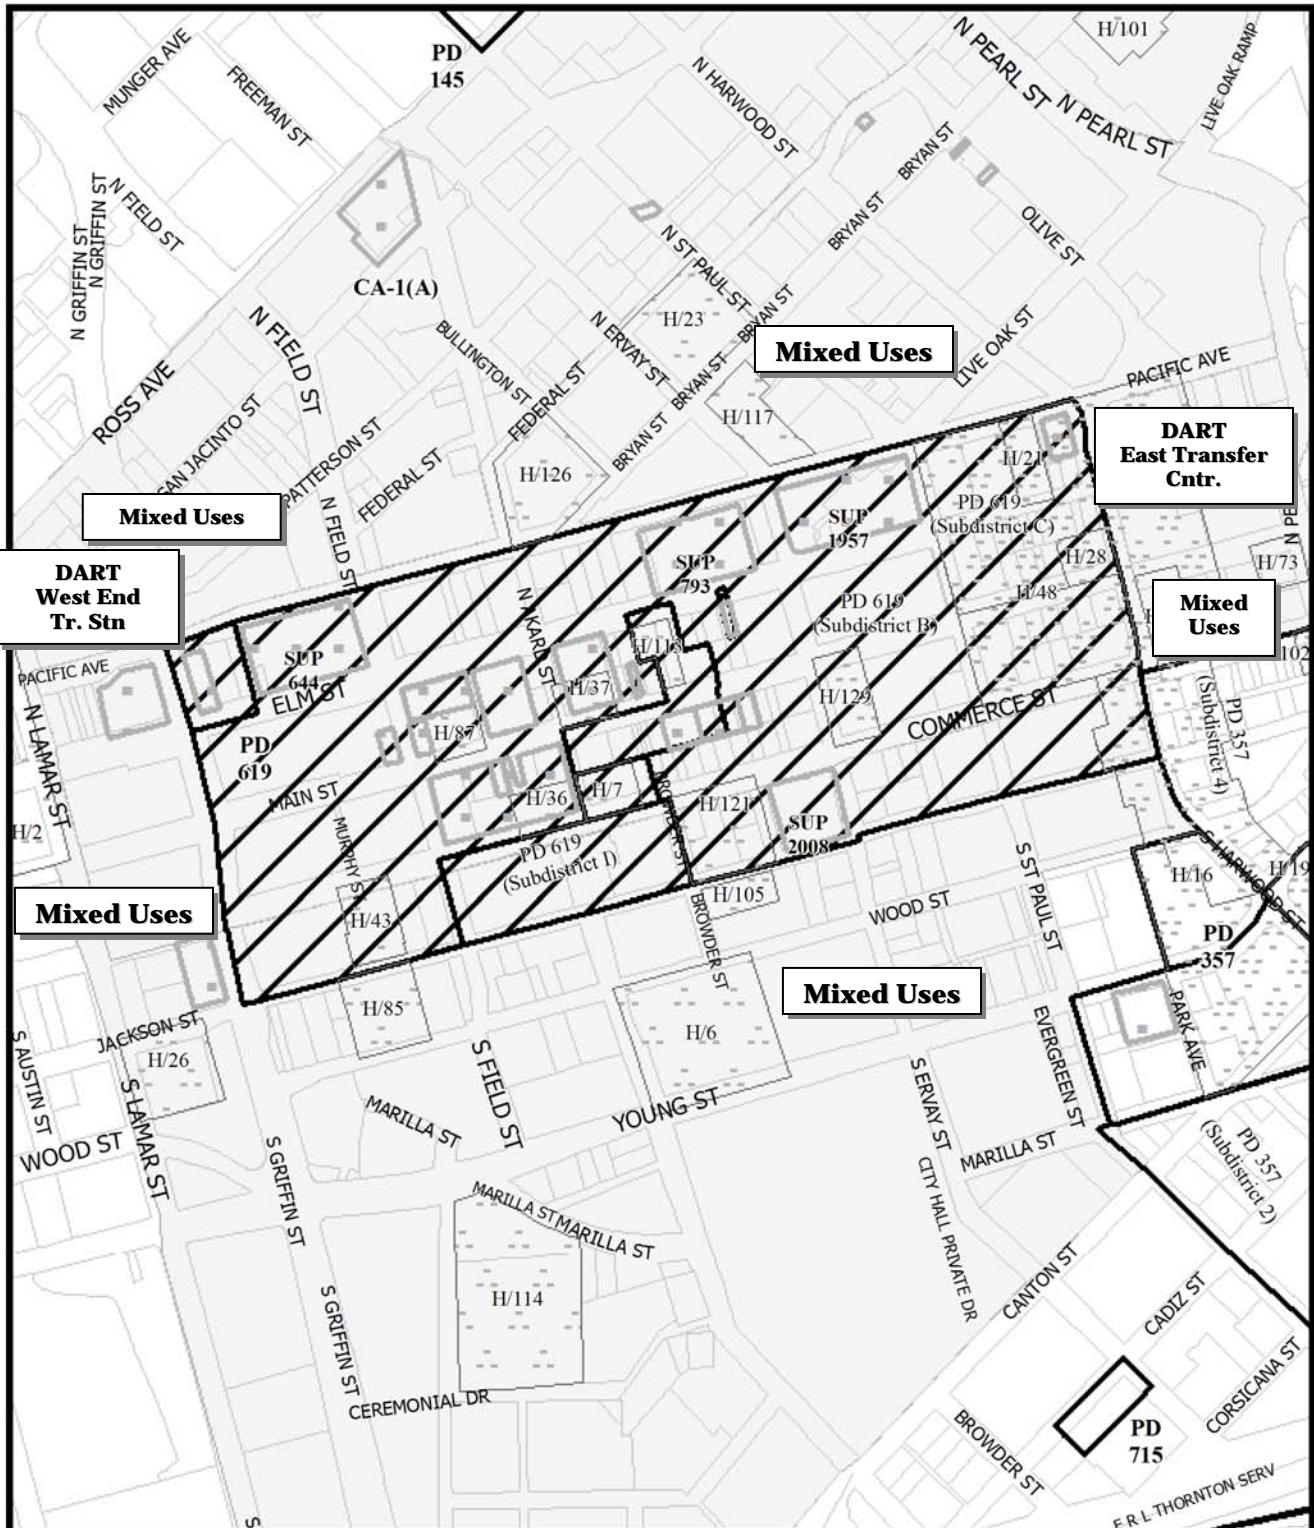 H/101
PD
145
MUNGER AVE
FREEMAN ST
N HARWOOD ST
N PEARL ST
N PEARL ST
LIVE OAK RAMP
BRYAN ST
BRYAN ST
N GRIFFIN ST
N GRIFFIN ST
N FIELD ST
OLIVE ST
N ST PAUL ST
CA-1(A)
H/23
BRYAN ST
N FIELD ST
BULLINGTON ST
N ERVAY ST
Mixed Uses
LIVE OAK ST
PACIFIC AVE
ROSS AVE
FEDERAL ST
BRYAN ST
H/117
SAN JACINTO ST
PATTERSON ST
FEDERAL ST
BRYAN ST
H/126
DART
East Transfer
Cntr.
H/21
Mixed Uses
N FIELD ST
SUP
1957
PD 619
(Subdistrict C)
H/28
H/73
N PE
DART
West End
Tr. Stn
SUP
793
H/48
PD 619
(Subdistrict B)
Mixed
Uses
102
N AKARD ST
H/113
PACIFIC AVE
SUP
644
ELM ST
H/37
H/129
COMMERCE ST
PD 357
(Subdistrict 4)
N LAMAR ST
PD
619
H/87
MAIN ST
H/36
H/7
H/121
BROWDER ST
H/2
MURPHY ST
SUP
2008
PD 619
(Subdistrict I)
S ST PAUL ST
S HARWOOD ST
H/16
H/19
Mixed Uses
H/43
H/105
BROWDER ST
WOOD ST
PD
357
H/85
Mixed Uses
JACKSON ST
H/26
H/6
PARK AVE
EVERGREEN ST
S AUSTIN ST
S LAMAR ST
S FIELD ST
S ERVAY ST
MARILLA ST
YOUNG ST
WOOD ST
MARILLA ST
PD 357
(Subdistrict 2)
S GRIFFIN ST
MARILLA ST
MARILLA ST
CITY HALL PRIVATE DR
CANTON ST
H/114
S GRIFFIN ST
CADIZ ST
CORSICANA ST
CEREMONIAL DR
BROWDER ST
PD
715
E R L THORNTON SERV
S